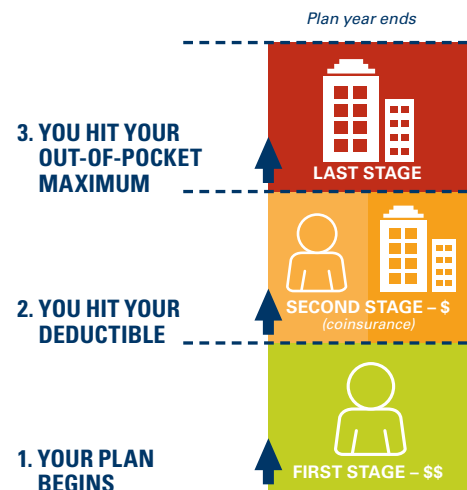 Plan year ends
3. YOU HIT YOUR
OUT-OF-POCKET
MAXIMUM
LAST STAGE
2. YOU HIT YOUR
DEDUCTIBLE
SECOND STAGE – $
(coinsurance)
1. YOUR PLAN
BEGINS
FIRST STAGE – $$